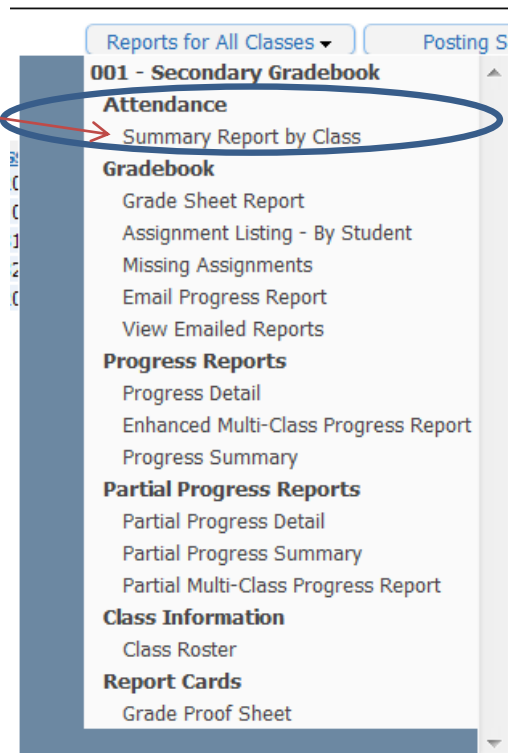 Reports for All Classes Posting S
001 - Secondary Gradebook
Attendance
Summary Report by Class
Gradebook
Grade Sheet Report
Assignment Listing - By Student
Missing Assignments
Email Progress Report
View Emailed Reports
Progress Reports
Progress Detail
Enhanced Multi-Class Progress Report
Progress Summary
Partial Progress Reports
Partial Progress Detail
Partial Progress Summary
Partial Multi-Class Progress Report
Class Information
Class Roster
Report Cards
Grade Proof Sheet